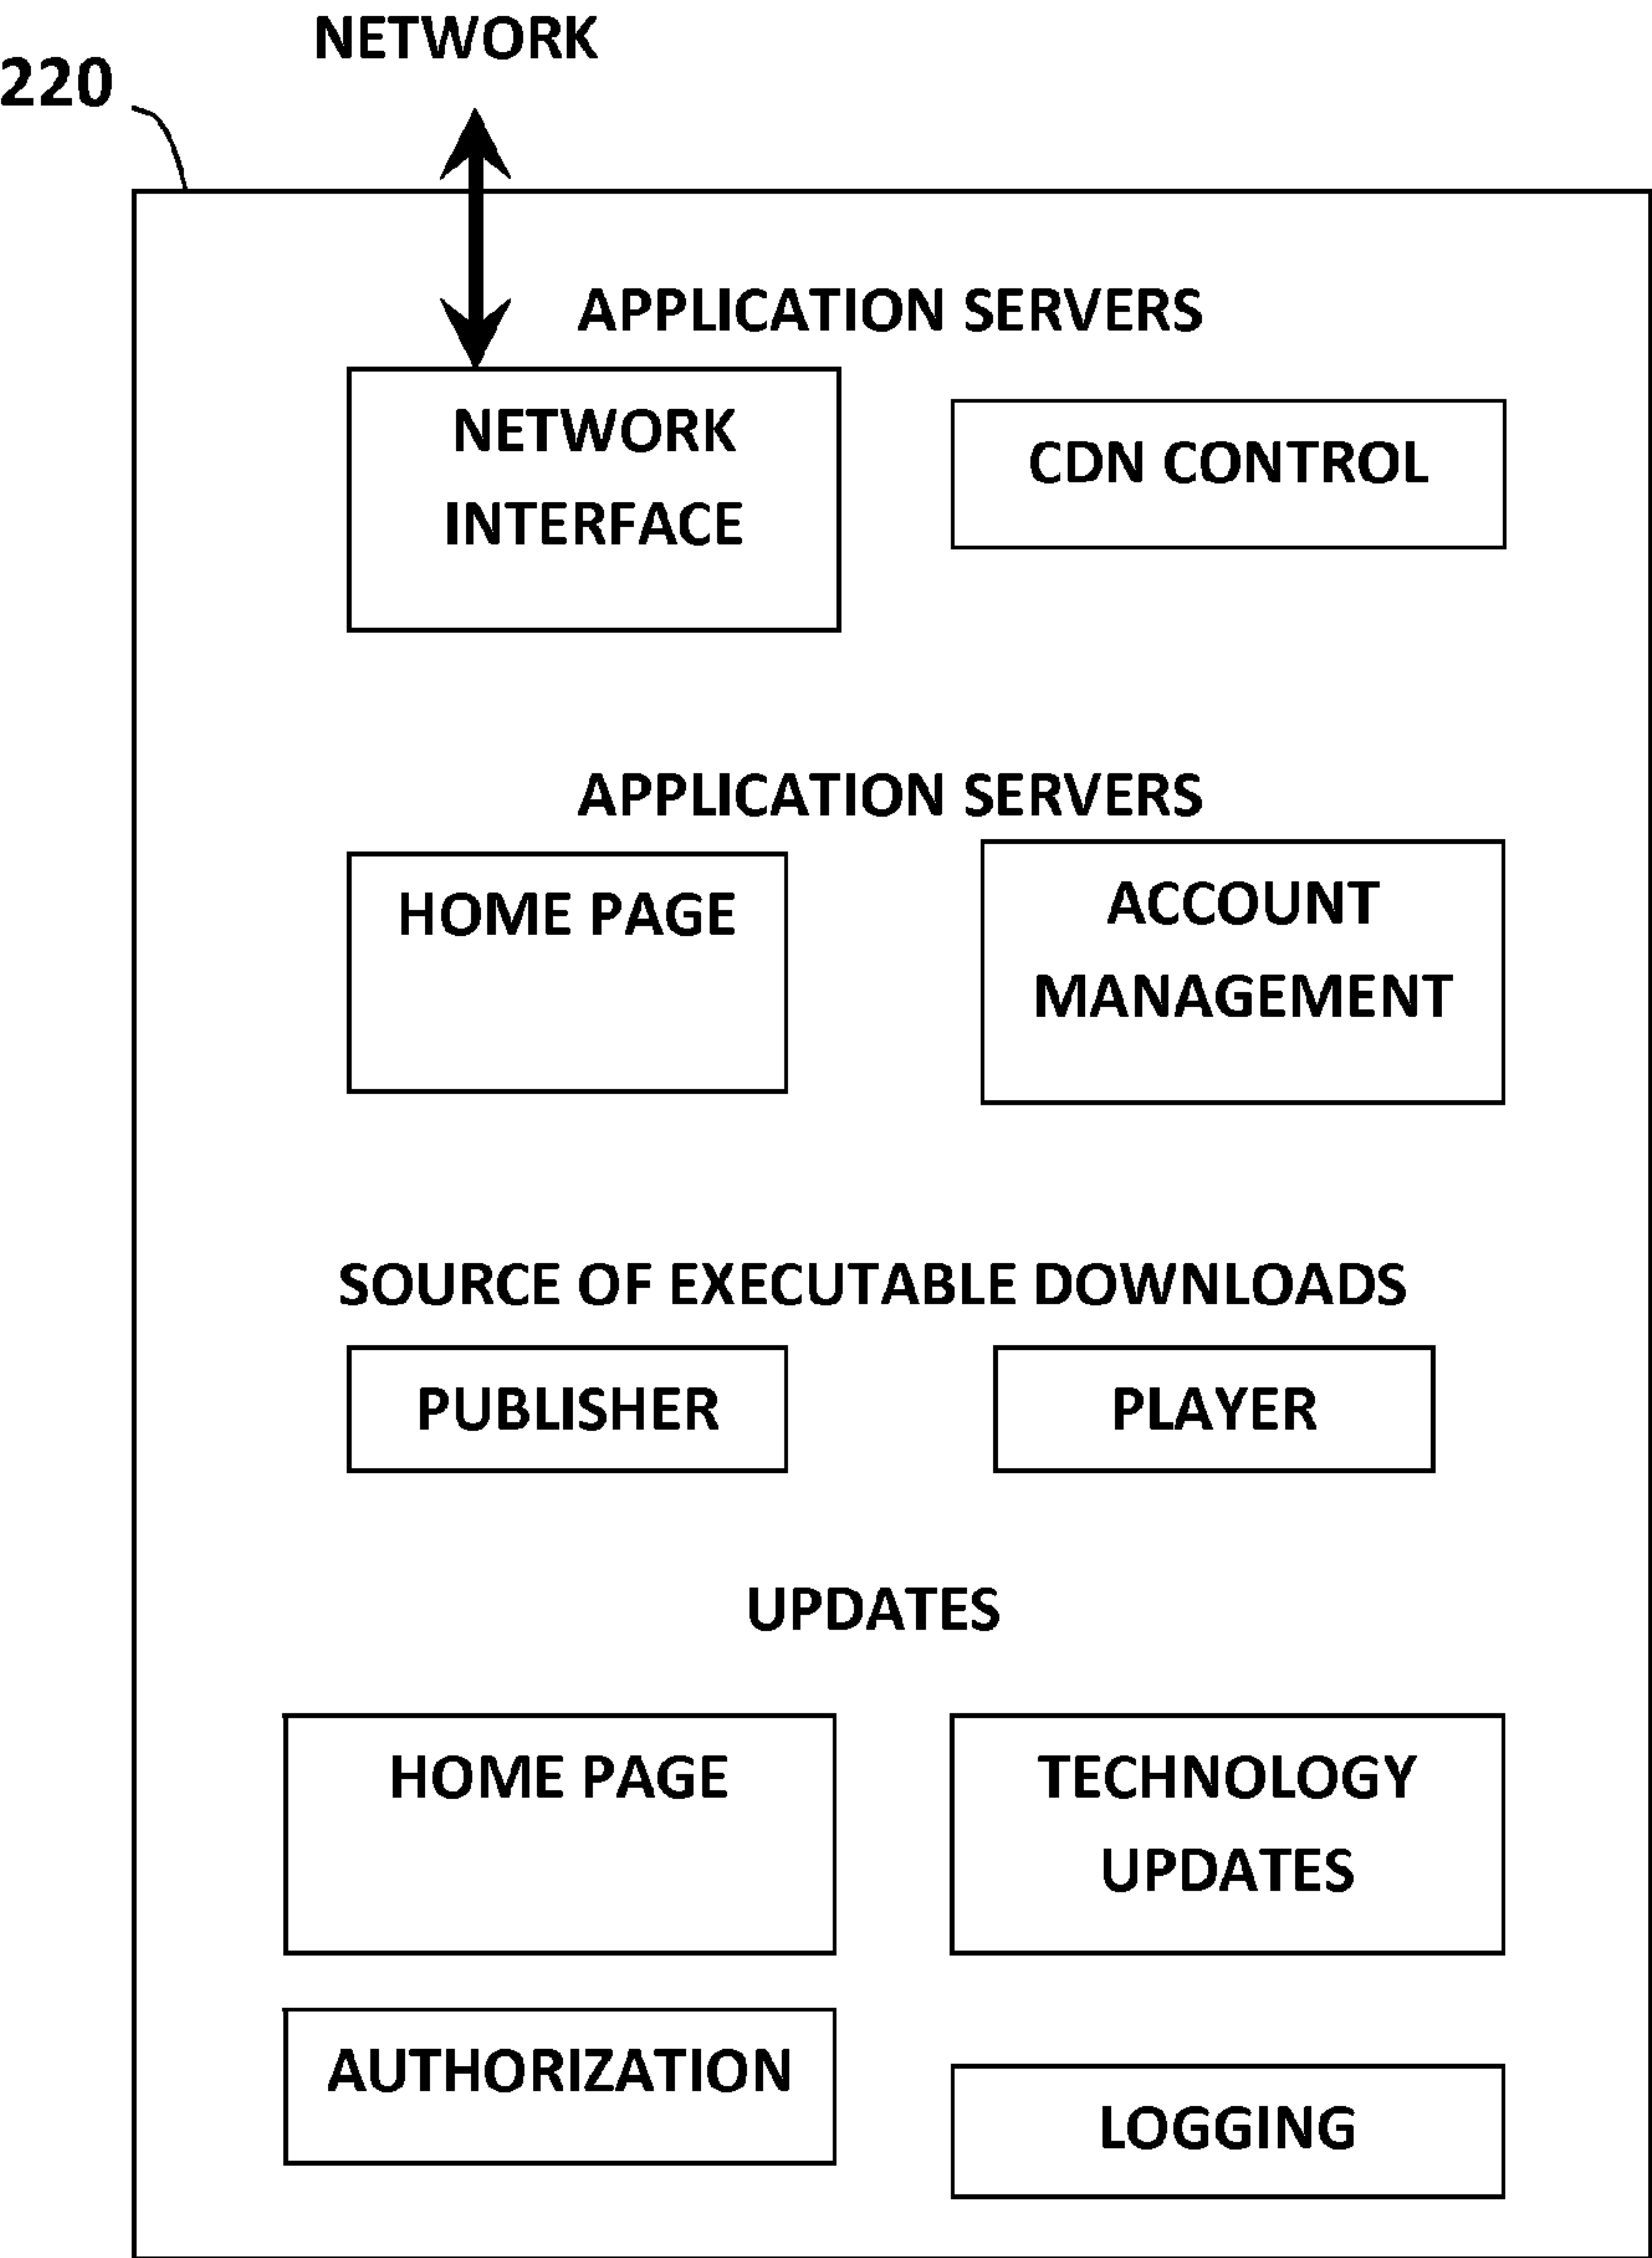 NETWORK
220
APPLICATION SERVERS
NETWORK
INTERFACE
CDN CONTROL
APPLICATION SERVERS
HOME PAGE
ACCOUNT
MANAGEMENT
SOURCE OF EXECUTABLE DOWNLOADS
PUBLISHER
PLAYER
UPDATES
HOME PAGE
TECHNOLOGY
UPDATES
AUTHORIZATION
LOGGING